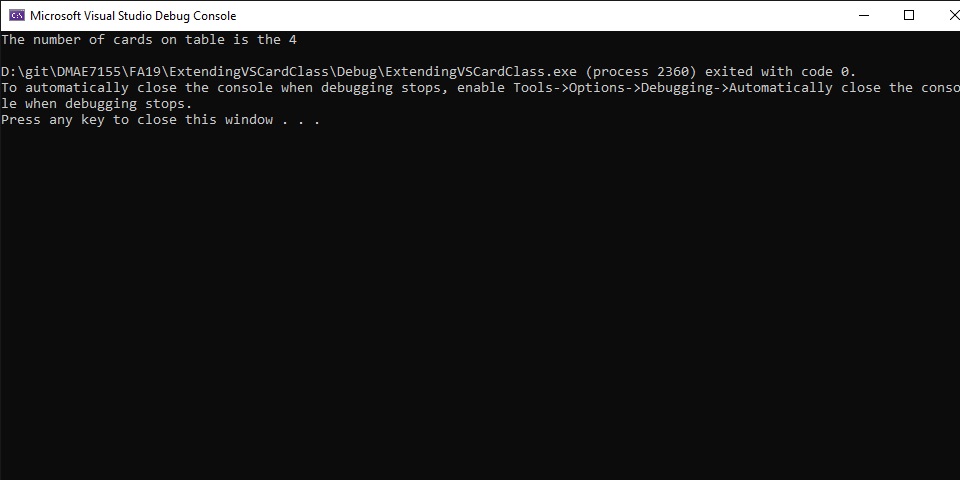 Microsoft Visual Studio Debug Console
The number of cards on table is the 4
D:\git\DMAE7155\FA19\ExtendingVSCardClass\Debug\ExtendingVSCardClass.exe (process 2360) exited with code 0.
To automatically close the console when debugging stops, enable Tools->Options->Debugging->Automatically close the conso
le when debugging stops.
Press any key to close this window . . .